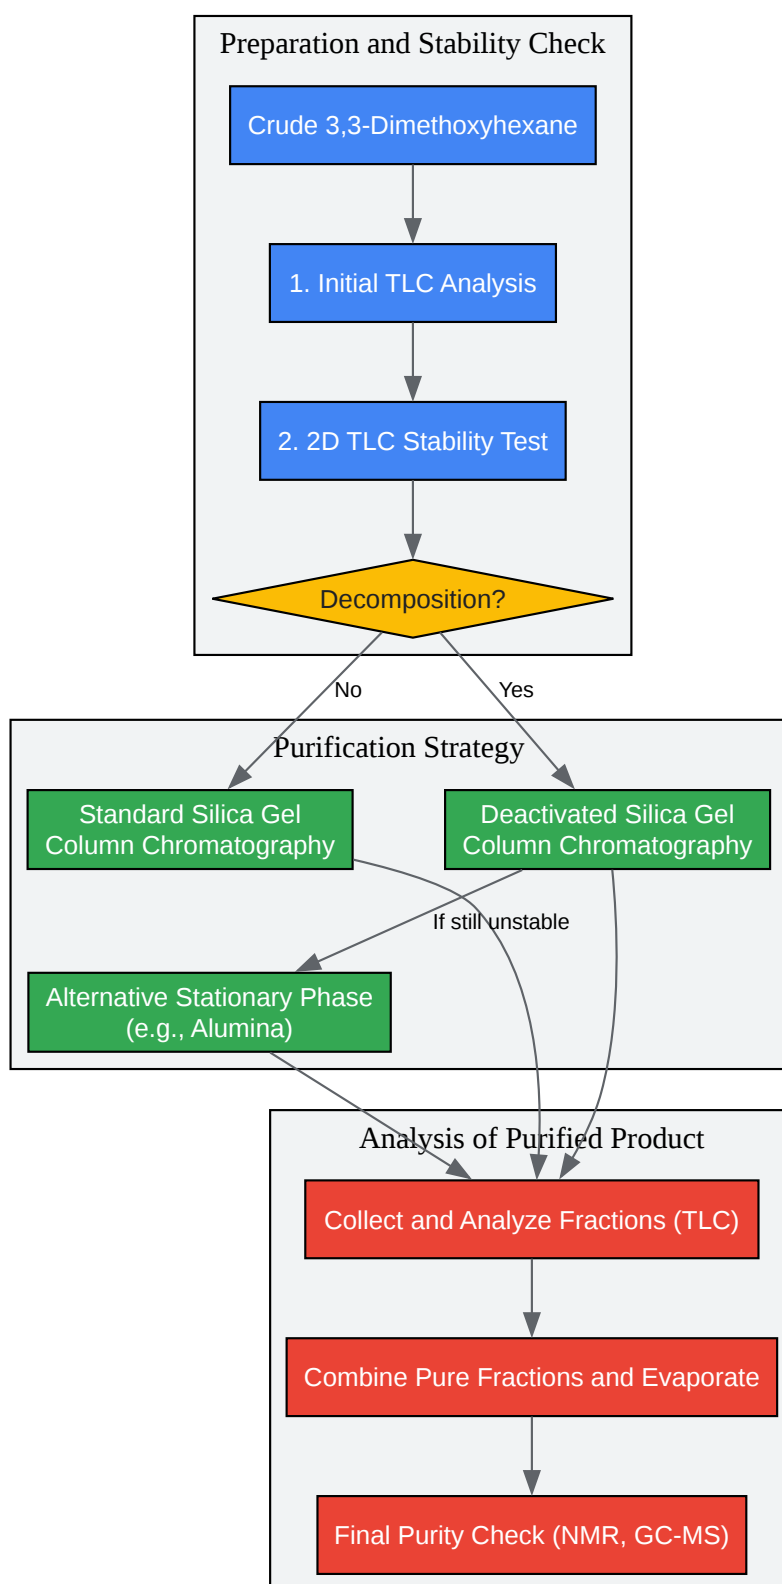 Preparation and Stability Check
Crude 3,3-Dimethoxyhexane
1. Initial TLC Analysis
2. 2D TLC Stability Test
Decomposition?
No
Yes
Purification Strategy
Standard Silica Gel
Column Chromatography
Deactivated Silica Gel
Column Chromatography
If still unstable
Alternative Stationary Phase
(e.g., Alumina)
Analysis of Purified Product
Collect and Analyze Fractions (TLC)
Combine Pure Fractions and Evaporate
Final Purity Check (NMR, GC-MS)